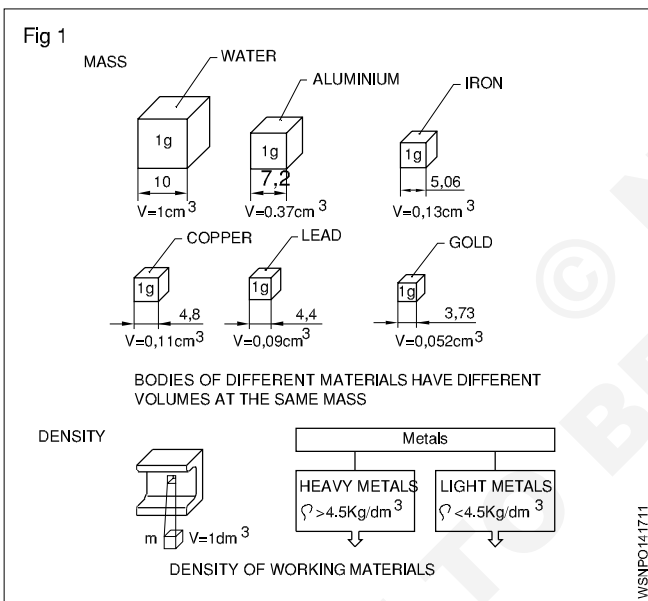 Fig 1
MASS
WATER
ALUMINIUM
IRON
1g
1g
1g
10
7,2
5,06
V=1cm³
V=0.37cm³
V=0,13cm³
COPPER
LEAD
GOLD
1g
1g
1g
4,8
4,4
3,73
V=0,11cm³
V=0,09cm³
V=0,052cm³
BODIES OF DIFFERENT MATERIALS HAVE DIFFERENT
VOLUMES AT THE SAME MASS
DENSITY
m V=1dm³
Metals
HEAVY METALS
ρ>4.5Kg/dm³
LIGHT METALS
ρ<4.5Kg/dm³
DENSITY OF WORKING MATERIALS
WSNPO141711
©